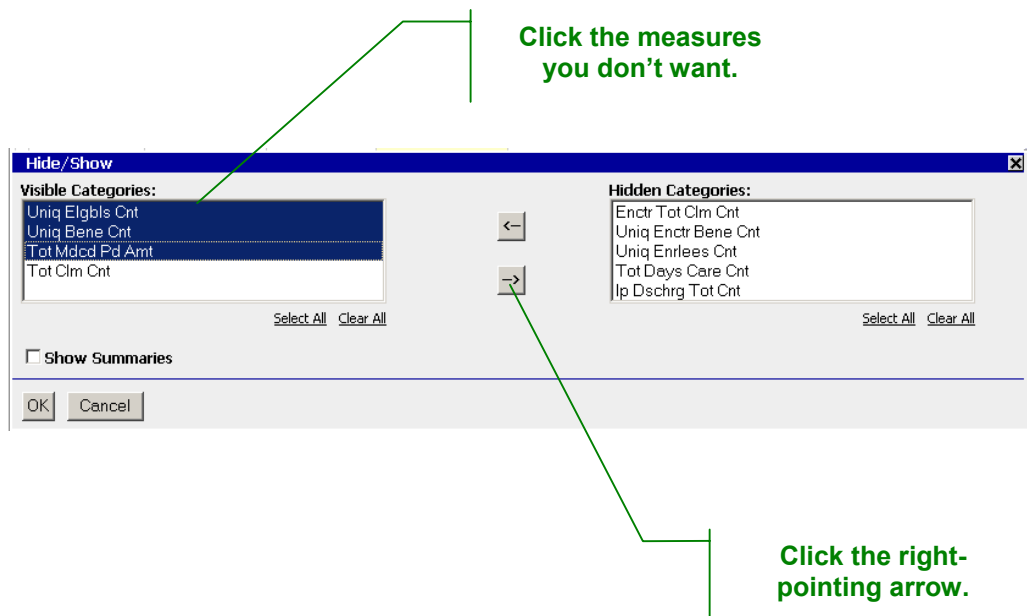 Click the measures
you don’t want.
Hide/Show
Visible Categories:
Uniq Elgbls Cnt
Uniq Bene Cnt
Tot Mdcd Pd Amt
Tot Clm Cnt
Select All Clear All
<-
->
Hidden Categories:
Enctr Tot Clm Cnt
Uniq Enctr Bene Cnt
Uniq Enrlees Cnt
Tot Days Care Cnt
Ip Dschrg Tot Cnt
Select All Clear All
Show Summaries
OK Cancel
Click the right-
pointing arrow.